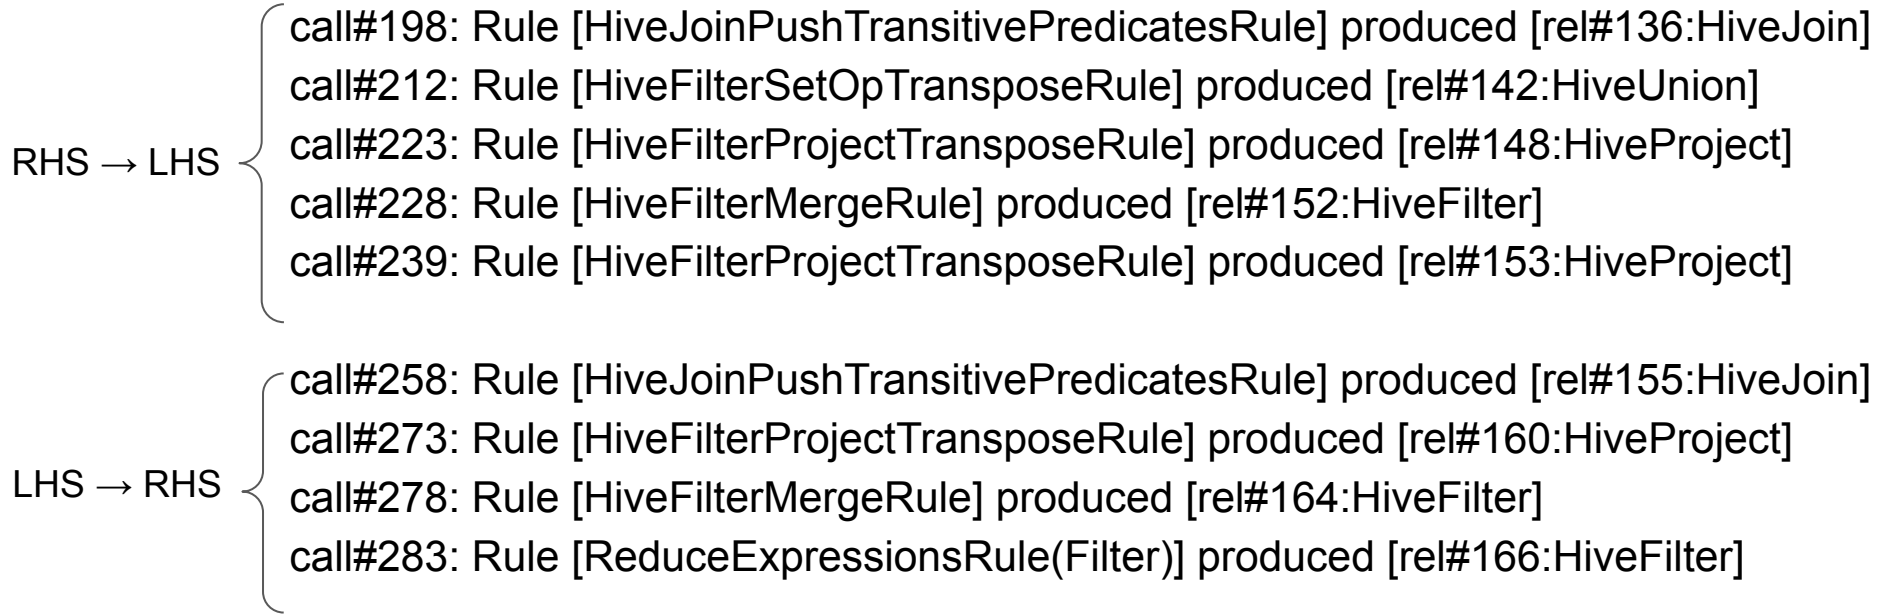 call#198: Rule [HiveJoinPushTransitivePredicatesRule] produced [rel#136:HiveJoin]
call#212: Rule [HiveFilterSetOpTransposeRule] produced [rel#142:HiveUnion]
call#223: Rule [HiveFilterProjectTransposeRule] produced [rel#148:HiveProject]
RHS → LHS
call#228: Rule [HiveFilterMergeRule] produced [rel#152:HiveFilter]
call#239: Rule [HiveFilterProjectTransposeRule] produced [rel#153:HiveProject]
call#258: Rule [HiveJoinPushTransitivePredicatesRule] produced [rel#155:HiveJoin]
call#273: Rule [HiveFilterProjectTransposeRule] produced [rel#160:HiveProject]
LHS → RHS
call#278: Rule [HiveFilterMergeRule] produced [rel#164:HiveFilter]
call#283: Rule [ReduceExpressionsRule(Filter)] produced [rel#166:HiveFilter]